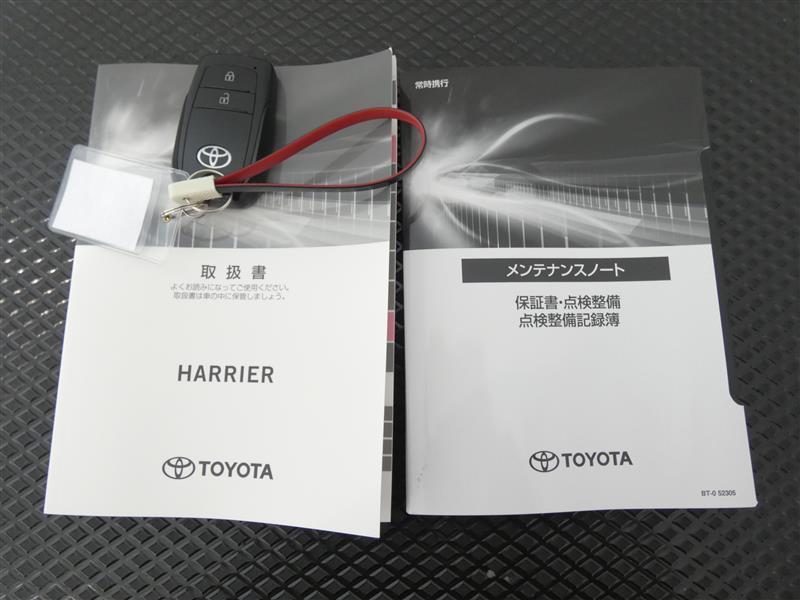 取扱書
よくお読みになってご使用ください。
取扱書は車の中に保管しましょう。
HARRIER
TOYOTA
常時携行
メンテナンスノート
保証書・点検整備
点検整備記録簿
TOYOTA
BT-0 52305